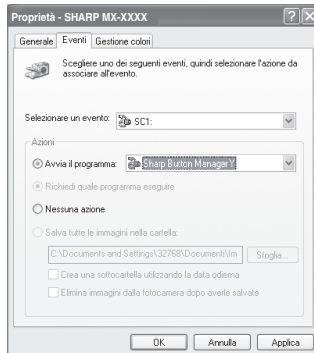 Proprietà - SHARP MX-XXXX
Generale Eventi Gestione colori
Scegliere uno dei seguenti eventi, quindi selezionare l'azione da
associare all'evento.
Selezionare un evento: SC1:
Azioni
Avvia il programma: Sharp Button Manager Y
Richiedi quale programma eseguire
Nessuna azione
Salva tutte le immagini nella cartella:
C:\Documents and Settings\32768\Documenti\Im Sfoglia...
Crea una sottocartella utilizzando la data odierna
Elimina immagini dalla fotocamera dopo averle salvate
OK Annulla Applica